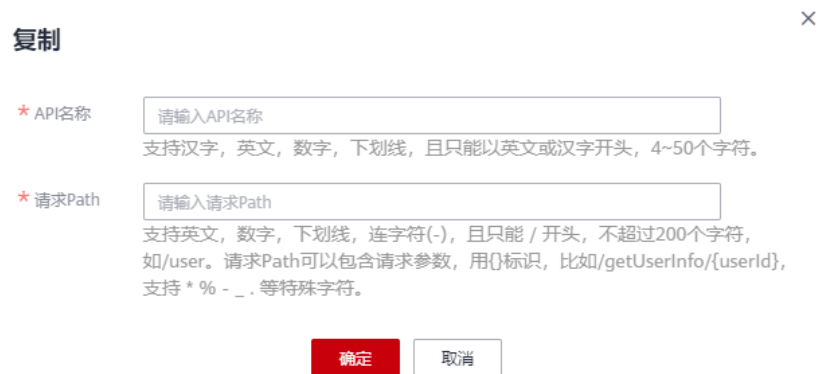 复制
* API名称
请输入API名称
支持汉字，英文，数字，下划线，且只能以英文或汉字开头，4~50个字符。
* 请求Path
请输入请求Path
支持英文，数字，下划线，连字符(-)，且只能 / 开头，不超过200个字符，
如/user。请求Path可以包含请求参数，用{}标识，比如/getUserInfo/{userId}，
支持 * % - _ . 等特殊字符。
确定
取消